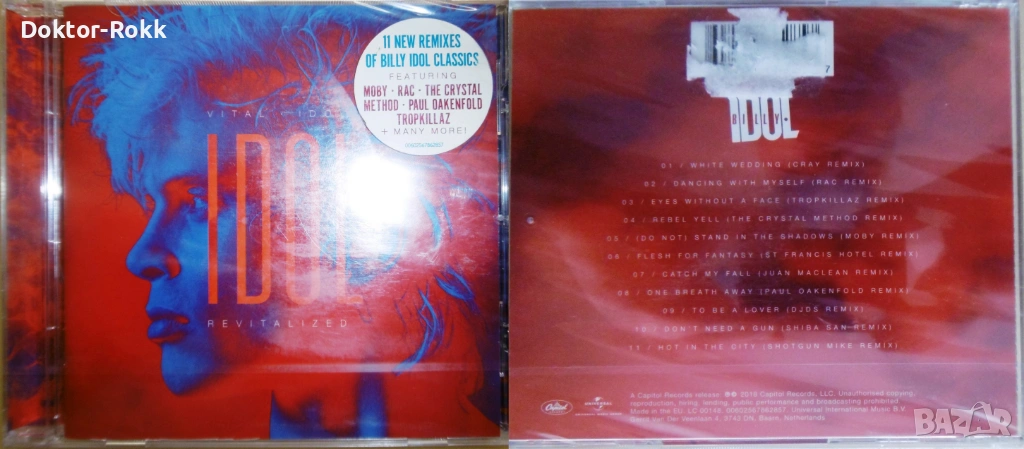 Doktor-Rokk
11 NEW REMIXES
OF BILLY IDOL CLASSICS
FEATURING
MOBY · RAC · THE CRYSTAL
METHOD · PAUL OAKENFOLD
TROPKILLAZ
+ MANY MORE!
VITAL IDOL
IDOL
REVITALIZED
7
BILLY IDOL
01 / WHITE WEDDING (CRAY REMIX)
02 / DANCING WITH MYSELF (RAC REMIX)
03 / EYES WITHOUT A FACE (TROPKILLAZ REMIX)
04 / REBEL YELL (THE CRYSTAL METHOD REMIX)
05 / (DO NOT) STAND IN THE SHADOWS (MOBY REMIX)
06 / FLESH FOR FANTASY (ST FRANCIS HOTEL REMIX)
07 / CATCH MY FALL (JUAN MACLEAN REMIX)
08 / ONE BREATH AWAY (PAUL OAKENFOLD REMIX)
09 / TO BE A LOVER (DJDS REMIX)
10 / DON'T NEED A GUN (SHIBA SAN REMIX)
11 / HOT IN THE CITY (SHOTGUN MIKE REMIX)
A Capitol Records release ℗© 2018 Capitol Records, LLC. Unauthorised copying,
reproduction, hiring, lending, public performance and broadcasting prohibited.
Made in the EU. LC 00148. Universal International Music B.V.
Baarn, Netherlands
Capitol
UNIVERSAL
BAZAR